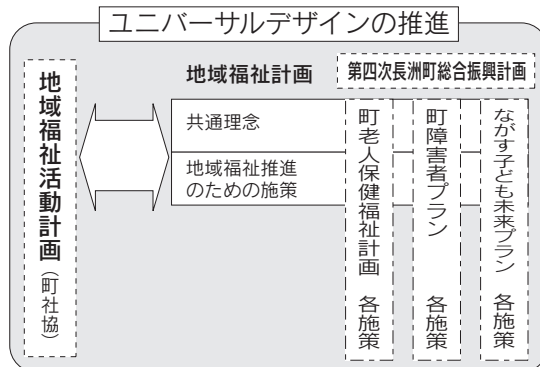 ユニバーサルデザインの推進
地域福祉計画
第四次長洲町総合振興計画
地域福祉活動計画（町社協）
共通理念
地域福祉推進
のための施策
町老人保健福祉計画　各施策
町障害者プラン　各施策
ながす子ども未来プラン　各施策